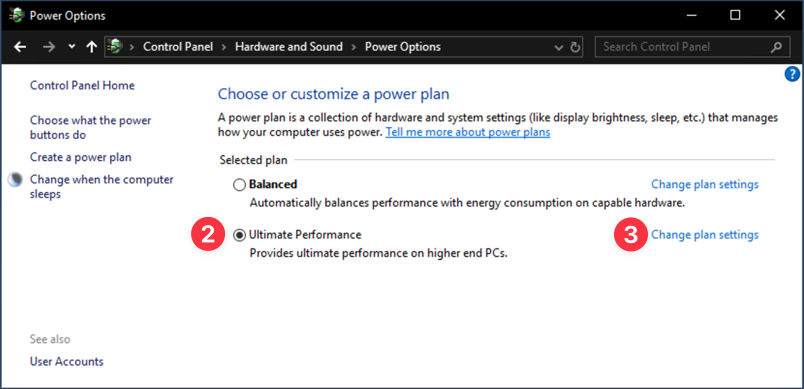 Power Options
Control Panel > Hardware and Sound > Power Options
Search Control Panel
?
Control Panel Home
Choose what the power
buttons do
Create a power plan
Change when the computer
sleeps
Choose or customize a power plan
A power plan is a collection of hardware and system settings (like display brightness, sleep, etc.) that manages
how your computer uses power. Tell me more about power plans
Selected plan
Balanced Change plan settings
Automatically balances performance with energy consumption on capable hardware.
2 Ultimate Performance 3 Change plan settings
Provides ultimate performance on higher end PCs.
See also
User Accounts